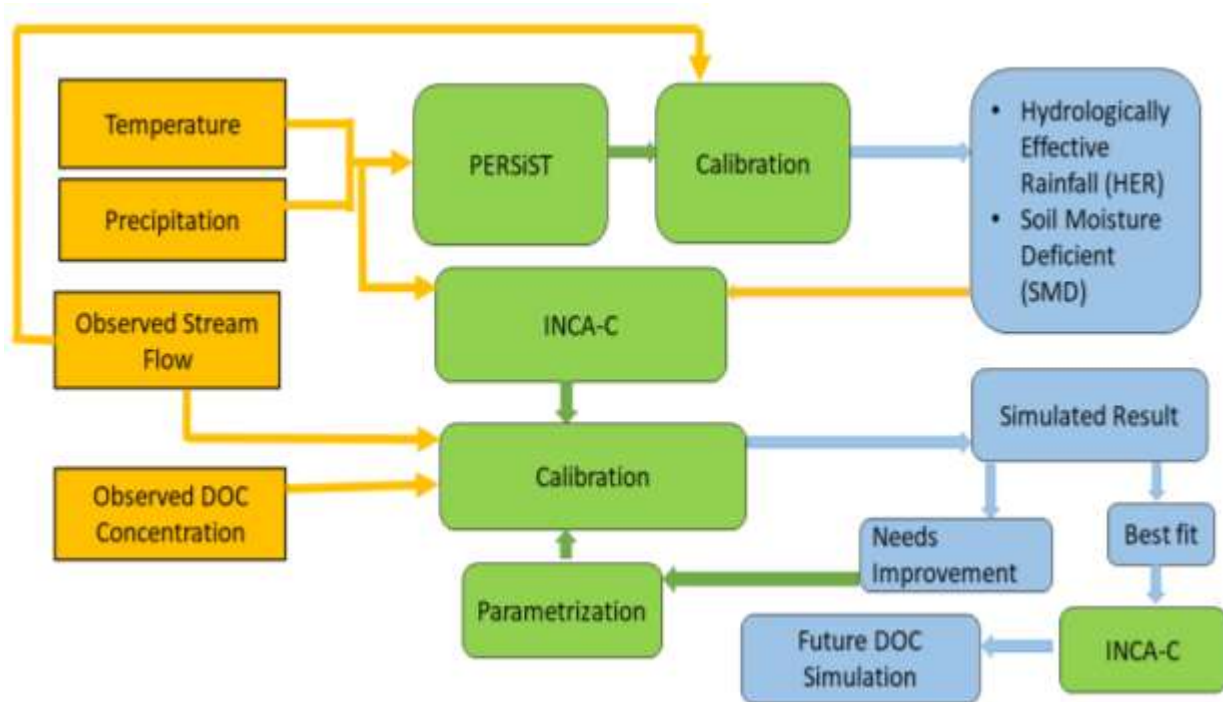 Temperature
Precipitation
Observed Stream
Flow
Observed DOC
Concentration
PERSiST
Calibration
• Hydrologically
Effective
Rainfall (HER)
• Soil Moisture
Deficient
(SMD)
INCA-C
Calibration
Parametrization
Simulated Result
Needs
Improvement
Best fit
INCA-C
Future DOC
Simulation